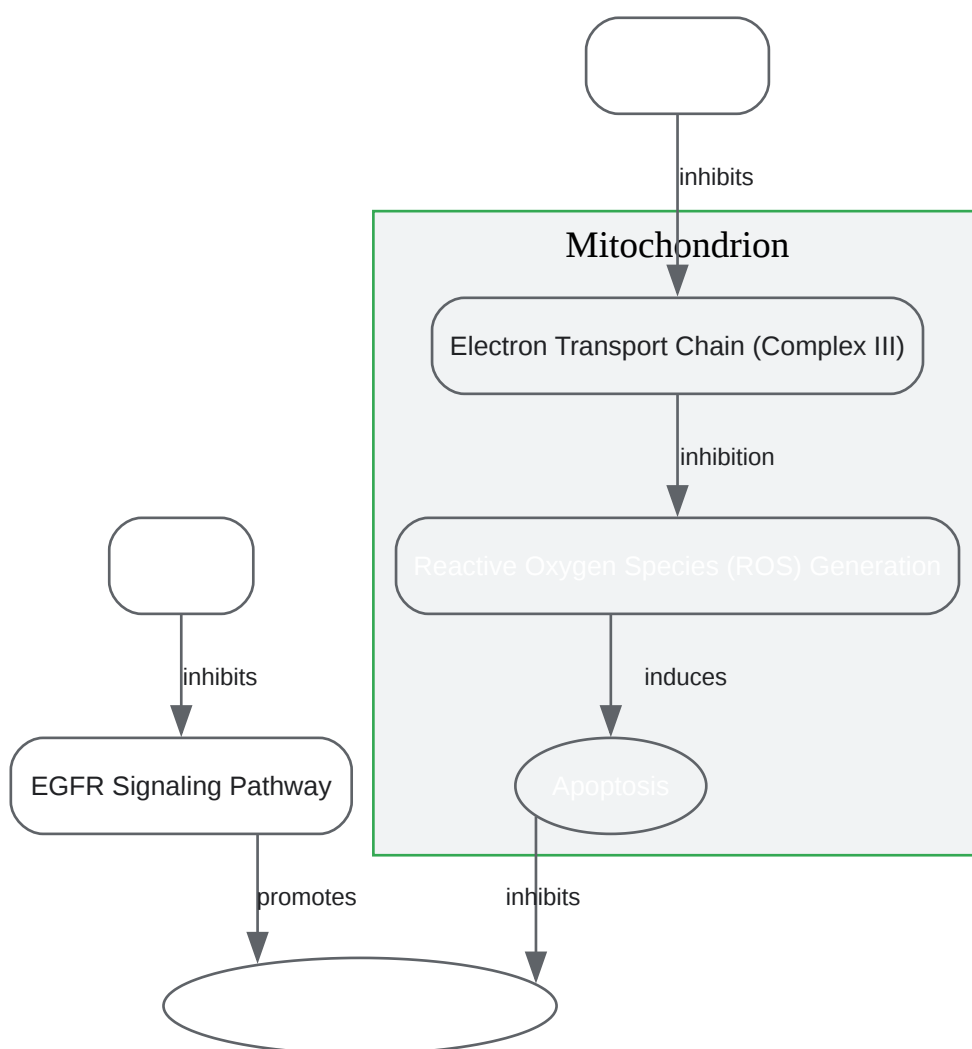 inhibits
Mitochondrion
Electron Transport Chain (Complex III)
inhibition
Reactive Oxygen Species (ROS) Generation
inhibits
induces
EGFR Signaling Pathway
Apoptosis
promotes
inhibits